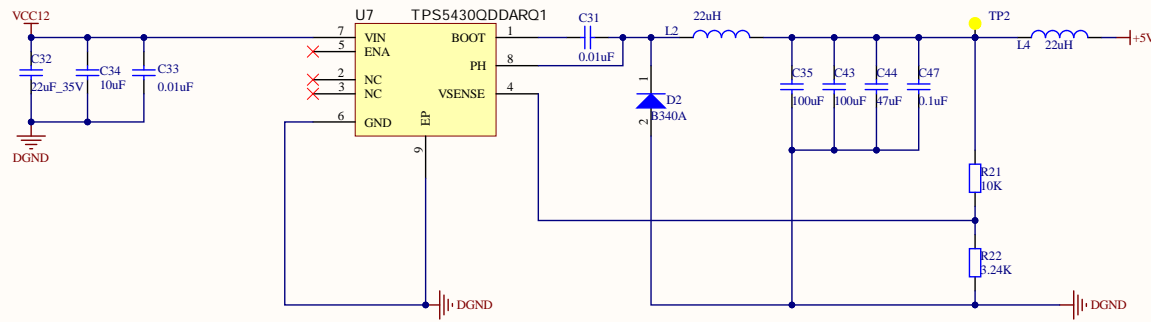 U7 TPS5430QDDARQ1
VCC12
C32
22uF_35V
C34
10uF
C33
0.01uF
DGND
7 VIN
5 ENA
2 NC
3 NC
6 GND
EP
9
BOOT 1
PH 8
VSENSE 4
C31
0.01uF
1
D2
B340A
2
L2
22uH
C35
100uF
C43
100uF
C44
47uF
C47
0.1uF
TP2
L4
22uH
+5V
R21
10K
R22
3.24K
DGND
DGND